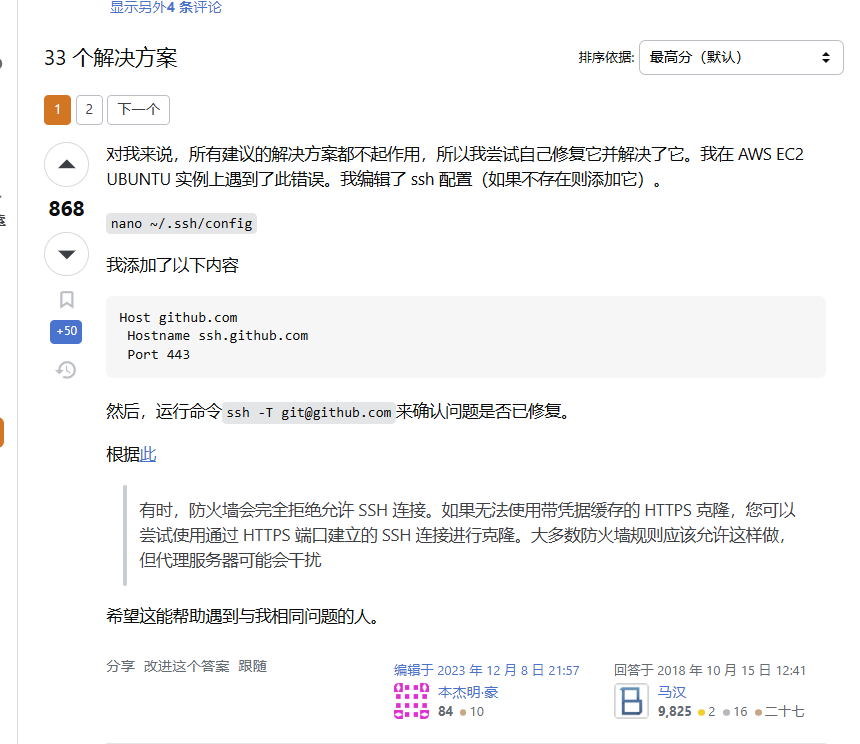 显示另外4 条评论
33 个解决方案
排序依据: 最高分（默认）
1 2 下一个
对我来说，所有建议的解决方案都不起作用，所以我尝试自己修复它并解决了它。我在 AWS EC2
UBUNTU 实例上遇到了此错误。我编辑了 ssh 配置（如果不存在则添加它）。
868
nano ~/.ssh/config
我添加了以下内容
+50
Host github.com
Hostname ssh.github.com
Port 443
然后，运行命令ssh -T git@github.com来确认问题是否已修复。
根据此
有时，防火墙会完全拒绝允许 SSH 连接。如果无法使用带凭据缓存的 HTTPS 克隆，您可以
尝试使用通过 HTTPS 端口建立的 SSH 连接进行克隆。大多数防火墙规则应该允许这样做，
但代理服务器可能会干扰
希望这能帮助遇到与我相同问题的人。
分享 改进这个答案 跟随
编辑于 2023 年 12 月 8 日 21:57
本杰明·豪
84 10
回答于 2018 年 10 月 15 日 12:41
马汉
9,825 2 16 二十七